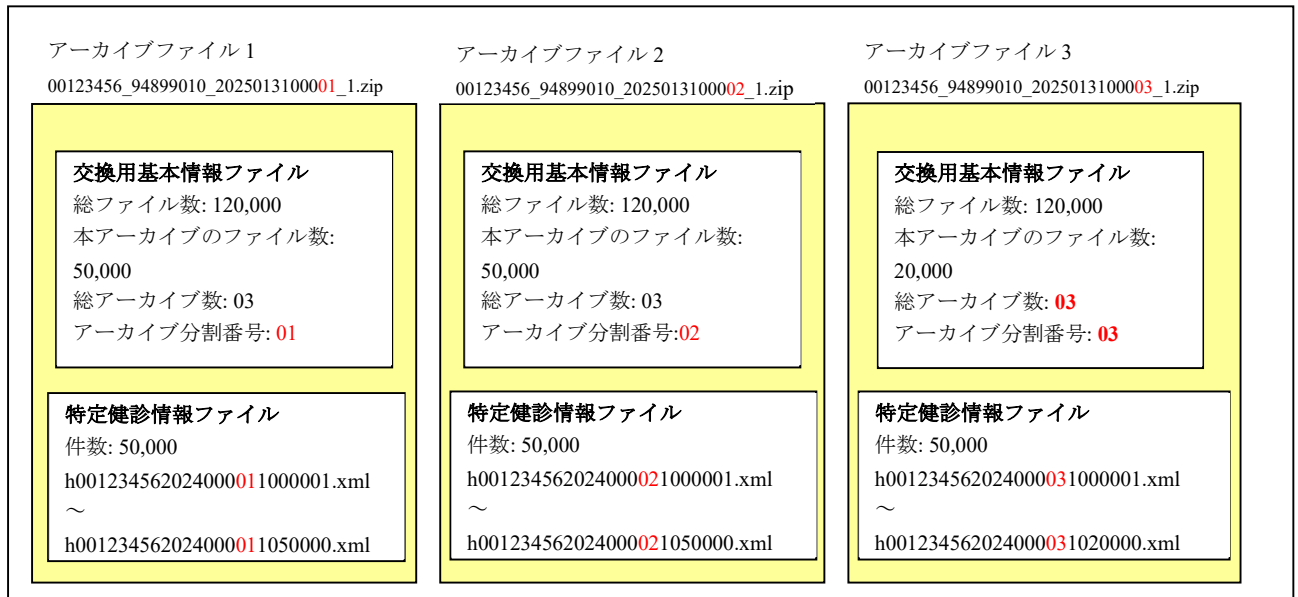 アーカイブファイル 1
00123456_94899010_20250131100001_1.zip
交換用基本情報ファイル
総ファイル数: 120,000
本アーカイブのファイル数:
50,000
総アーカイブ数: 03
アーカイブ分割番号: 01
特定健診情報ファイル
件数: 50,000
h001234562024000011000001.xml
～
h001234562024000011050000.xml
アーカイブファイル 2
00123456_94899010_20250131100002_1.zip
交換用基本情報ファイル
総ファイル数: 120,000
本アーカイブのファイル数:
50,000
総アーカイブ数: 03
アーカイブ分割番号:02
特定健診情報ファイル
件数: 50,000
h001234562024000021000001.xml
～
h001234562024000021050000.xml
アーカイブファイル 3
00123456_94899010_20250131100003_1.zip
交換用基本情報ファイル
総ファイル数: 120,000
本アーカイブのファイル数:
20,000
総アーカイブ数: 03
アーカイブ分割番号: 03
特定健診情報ファイル
件数: 50,000
h001234562024000031000001.xml
～
h001234562024000031020000.xml